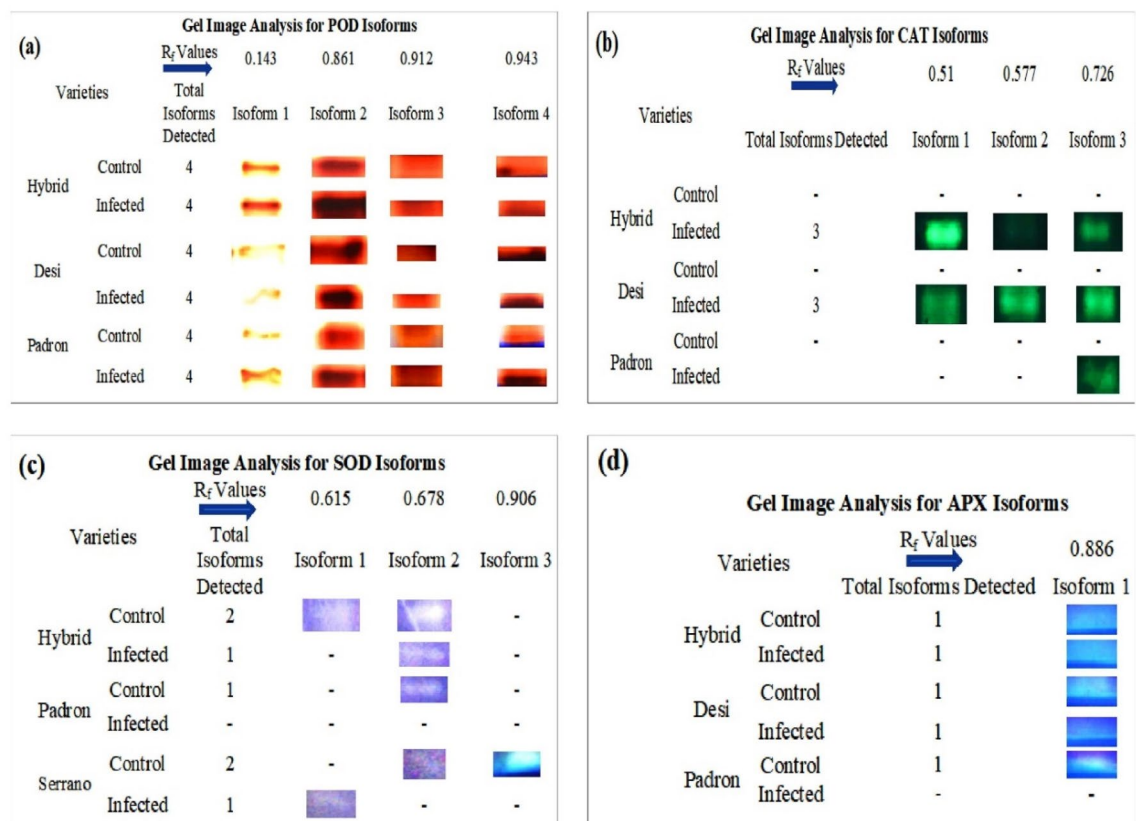 (a)
Gel Image Analysis for POD Isoforms
Rf Values 0.143 0.861 0.912 0.943
Varieties Total Isoforms Detected Isoform 1 Isoform 2 Isoform 3 Isoform 4
Hybrid
Control 4
Infected 4
Desi
Control 4
Infected 4
Padron
Control 4
Infected 4
(b)
Gel Image Analysis for CAT Isoforms
Rf Values 0.51 0.577 0.726
Varieties
Total Isoforms Detected Isoform 1 Isoform 2 Isoform 3
Hybrid
Control - - - -
Infected 3
Desi
Control - - - -
Infected 3
Padron
Control - - - -
Infected - -
(c)
Gel Image Analysis for SOD Isoforms
Rf Values 0.615 0.678 0.906
Varieties Total Isoforms Detected Isoform 1 Isoform 2 Isoform 3
Hybrid
Control 2 -
Infected 1 - -
Padron
Control 1 - -
Infected - - - -
Serrano
Control 2 -
Infected 1 - -
(d)
Gel Image Analysis for APX Isoforms
Rf Values 0.886
Varieties
Total Isoforms Detected Isoform 1
Hybrid
Control 1
Infected 1
Desi
Control 1
Infected 1
Padron
Control 1
Infected - -